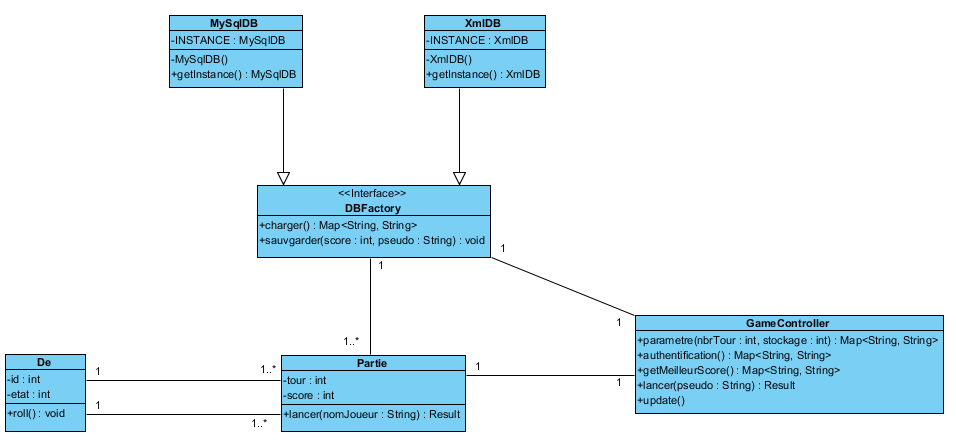 MySqlDB
-INSTANCE : MySqlDB
-MySqlDB()
+getInstance() : MySqlDB
XmlDB
-INSTANCE : XmlDB
-XmlDB()
+getInstance() : XmlDB
<<Interface>>
DBFactory
+charger() : Map<String, String>
+sauvgarder(score : int, pseudo : String) : void
1
1
1
1..*
GameController
+parametre(nbrTour : int, stockage : int) : Map<String, String>
+authentification() : Map<String, String>
+getMeilleurScore() : Map<String, String>
+lancer(pseudo : String) : Result
+update()
De
-id : int
-etat : int
+roll() : void
1
1..*
1
1..*
Partie
-tour : int
-score : int
+lancer(nomJoueur : String) : Result
1
1